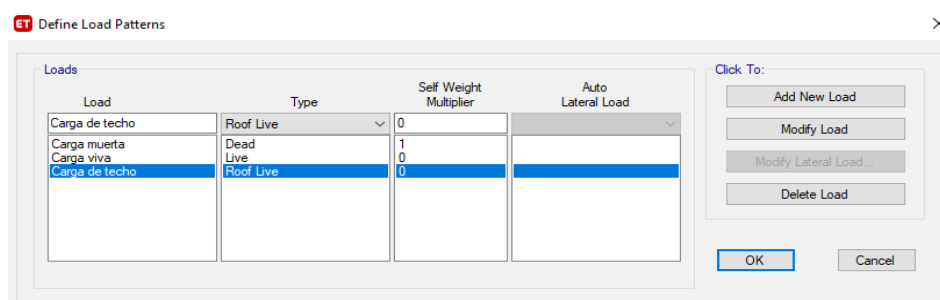 ET Define Load Patterns
Loads
Click To:
Load Type Self Weight Multiplier Auto Lateral Load
Carga de techo Roof Live 0
Carga muerta Dead 1
Carga viva Live 0
Carga de techo Roof Live 0
Add New Load
Modify Load
Modify Lateral Load...
Delete Load
OK Cancel